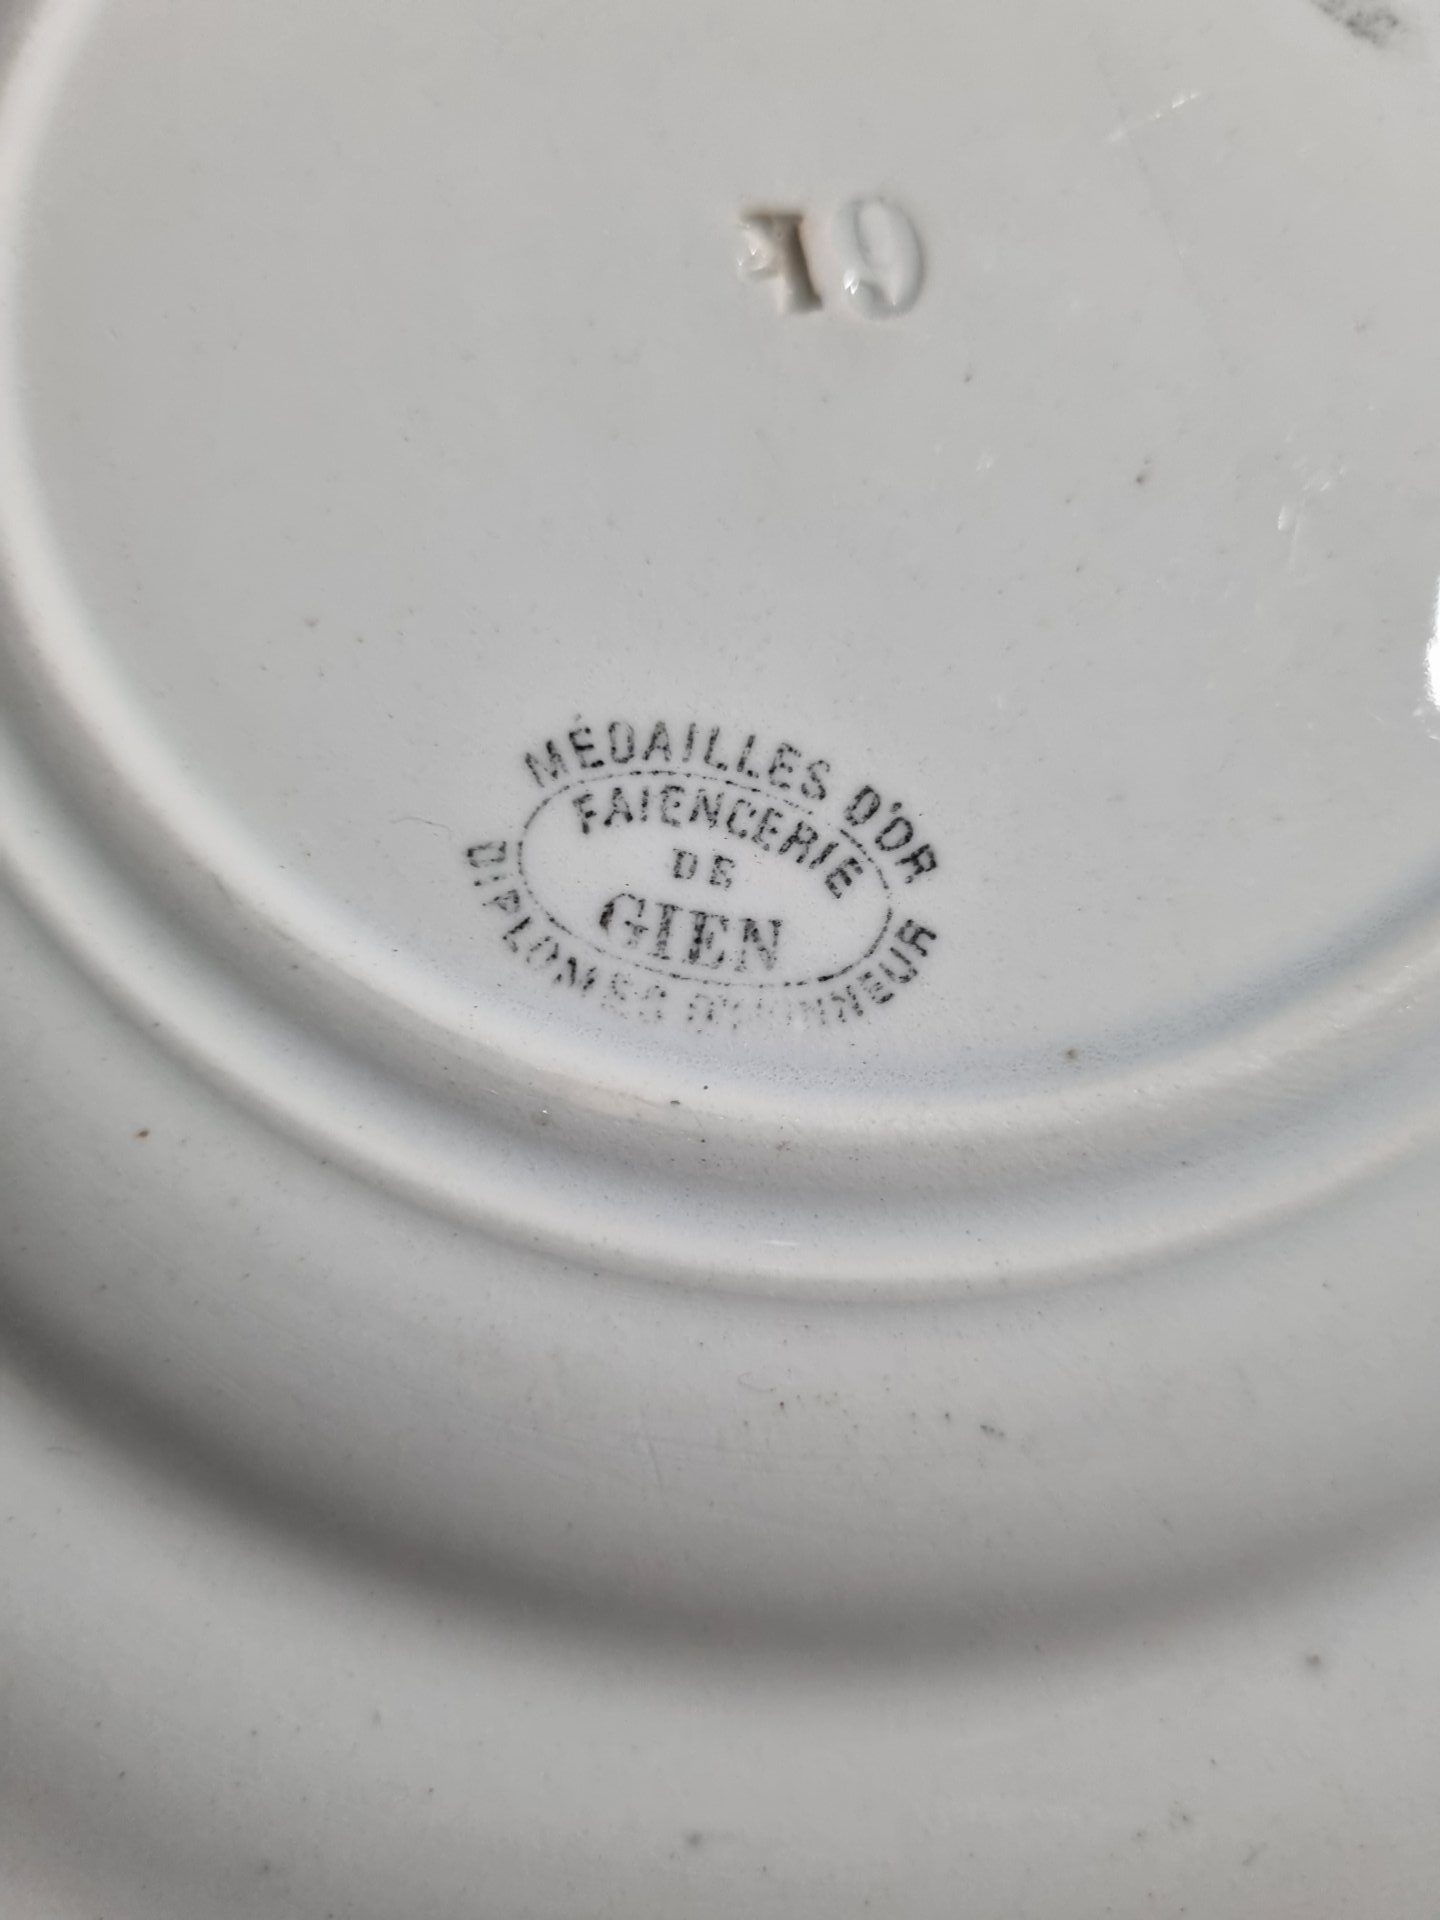 19
MÉDAILLES D'OR
FAIENCERIE
DE
GIEN
DIPLOMES D'HONNEUR